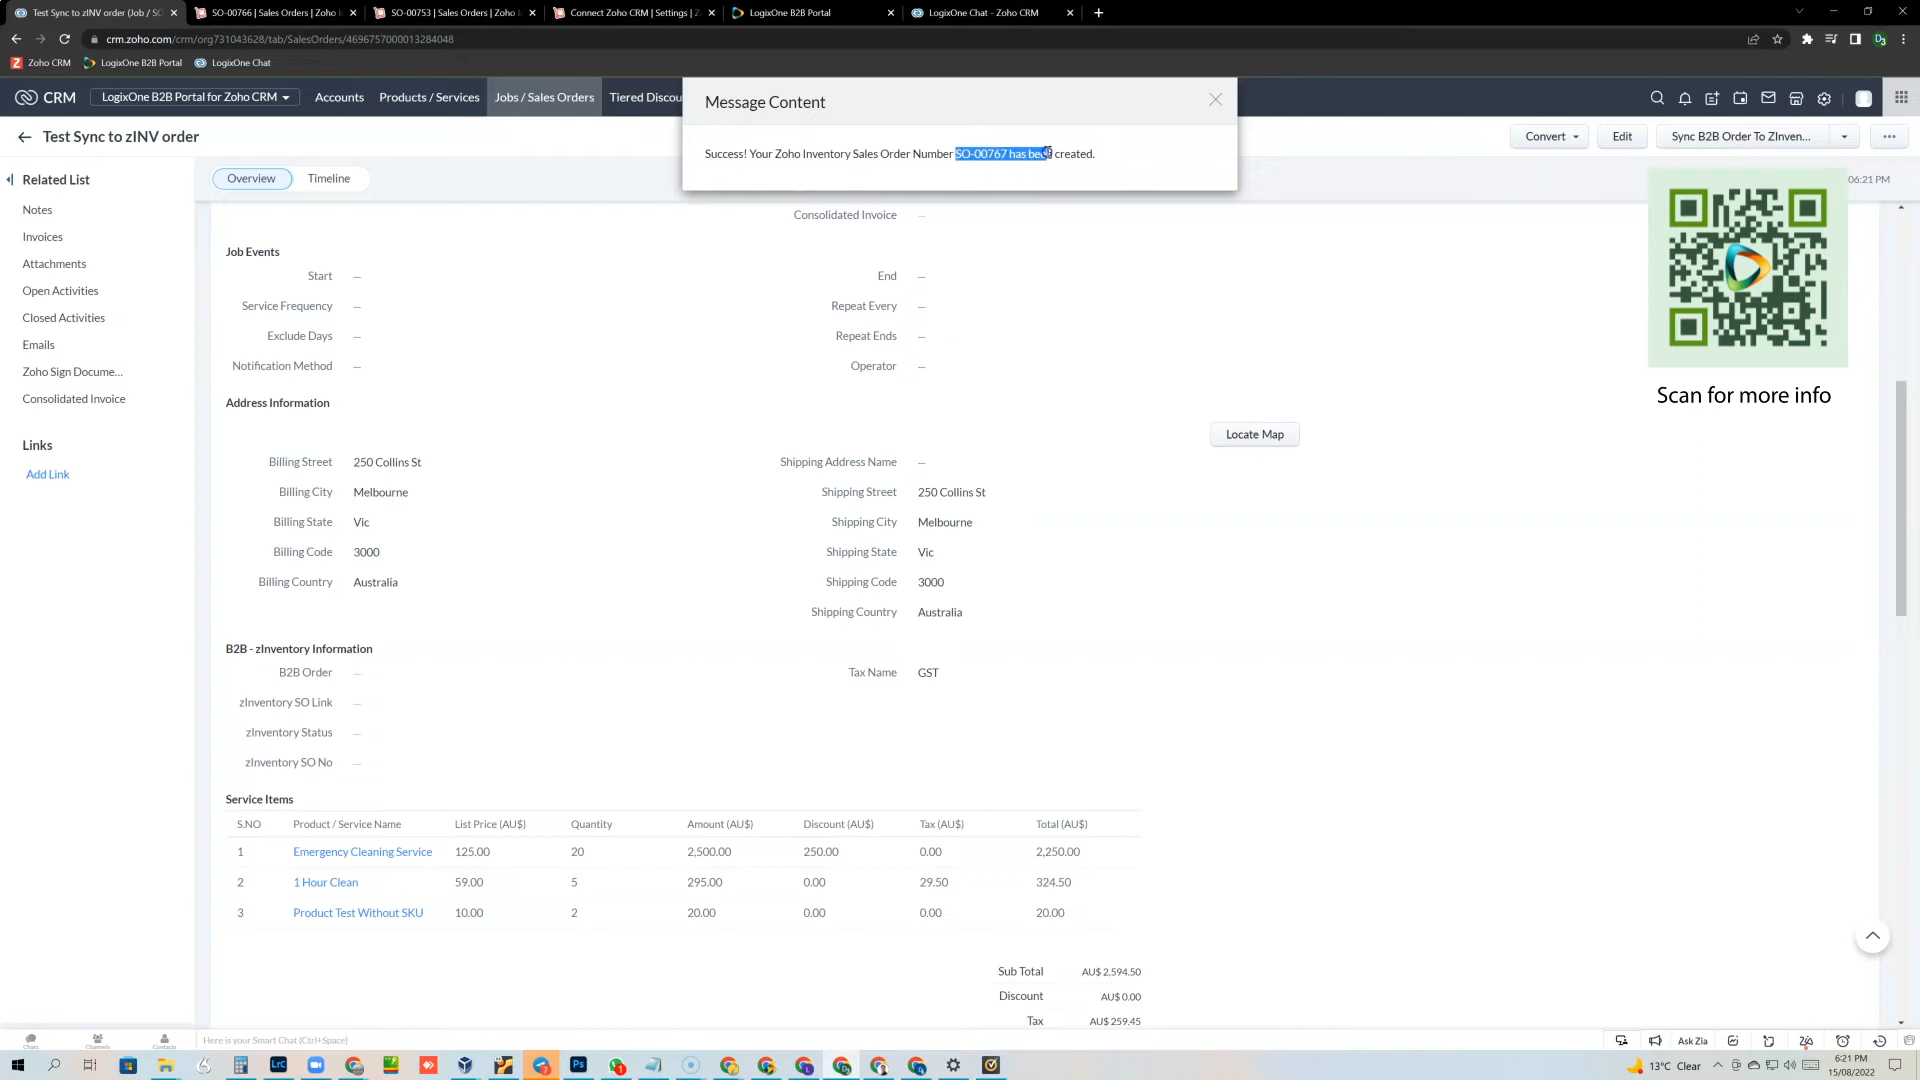 Test Sync to zINV order (Job / SO
SO-00766 | Sales Orders | Zoho I
SO-00753 | Sales Orders | Zoho I
Connect Zoho CRM | Settings | Z
LogixOne B2B Portal
LogixOne Chat - Zoho CRM
crm.zoho.com/crm/org731043628/tab/SalesOrders/4696757000013284048
Zoho CRM
LogixOne B2B Portal
LogixOne Chat
CRM
LogixOne B2B Portal for Zoho CRM
Accounts
Products / Services
Jobs / Sales Orders
Tiered Discou
Message Content
Success! Your Zoho Inventory Sales Order Number SO-00767 has been created.
Test Sync to zINV order
Convert
Edit
Sync B2B Order To ZInven...
Related List
Notes
Invoices
Attachments
Open Activities
Closed Activities
Emails
Zoho Sign Docume...
Consolidated Invoice
Links
Add Link
Overview
Timeline
06:21 PM
Consolidated Invoice —
Job Events
Start —
End —
Service Frequency —
Repeat Every —
Exclude Days —
Repeat Ends —
Notification Method —
Operator —
Address Information
Locate Map
Billing Street 250 Collins St
Shipping Address Name —
Billing City Melbourne
Shipping Street 250 Collins St
Billing State Vic
Shipping City Melbourne
Billing Code 3000
Shipping State Vic
Billing Country Australia
Shipping Code 3000
Shipping Country Australia
B2B - zInventory Information
B2B Order —
Tax Name GST
zInventory SO Link —
zInventory Status —
zInventory SO No —
Service Items
S.NO Product / Service Name List Price (AU$) Quantity Amount (AU$) Discount (AU$) Tax (AU$) Total (AU$)
1 Emergency Cleaning Service 125.00 20 2,500.00 250.00 0.00 2,250.00
2 1 Hour Clean 59.00 5 295.00 0.00 29.50 324.50
3 Product Test Without SKU 10.00 2 20.00 0.00 0.00 20.00
Sub Total AU$ 2,594.50
Discount AU$ 0.00
Tax AU$ 259.45
Scan for more info
Chats
Channels
Contacts
Here is your Smart Chat (Ctrl+Space)
Ask Zia
LrC
Ps
13°C Clear
6:21 PM
15/08/2022